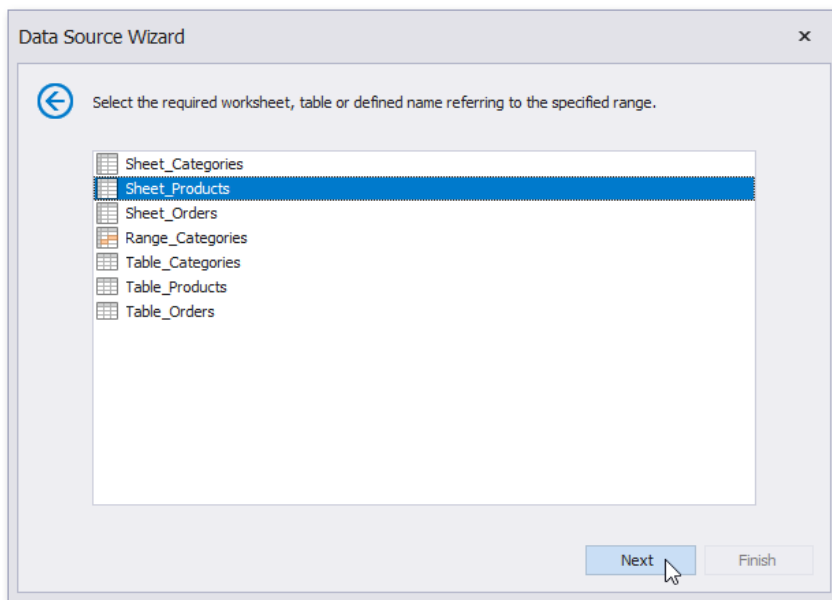 Data Source Wizard
Select the required worksheet, table or defined name referring to the specified range.
Sheet_Categories
Sheet_Products
Sheet_Orders
Range_Categories
Table_Categories
Table_Products
Table_Orders
Next Finish